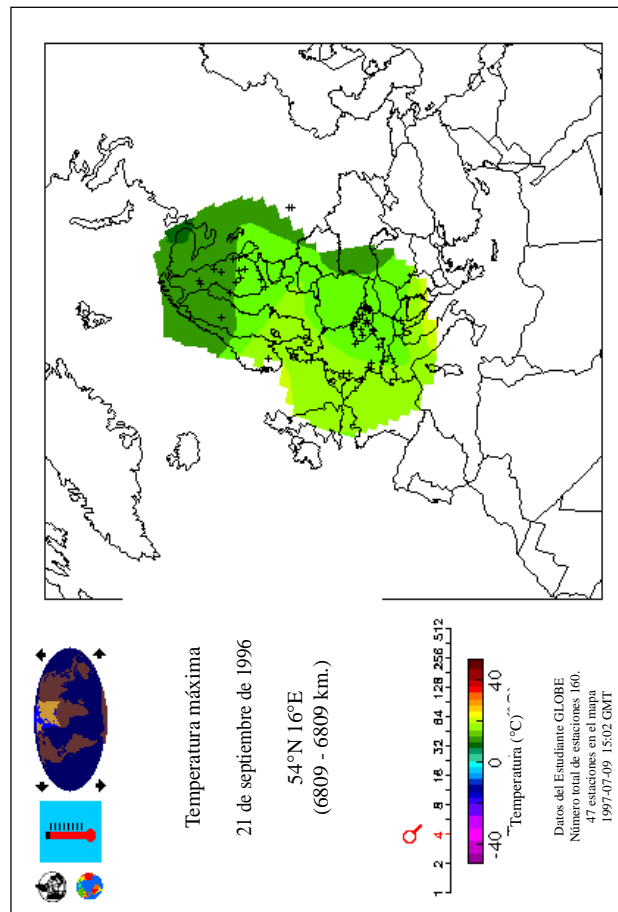 Temperatura máxima
21 de septiembre de 1996
54°N 16°E
(6809 - 6809 km.)
1 2 4 8 16 32 64 128 256 512
-40 0 40
Temperatura (°C)
Datos del Estudiante GLOBE
Número total de estaciones 160.
47 estaciones en el mapa
1997-07-09 15:02 GMT